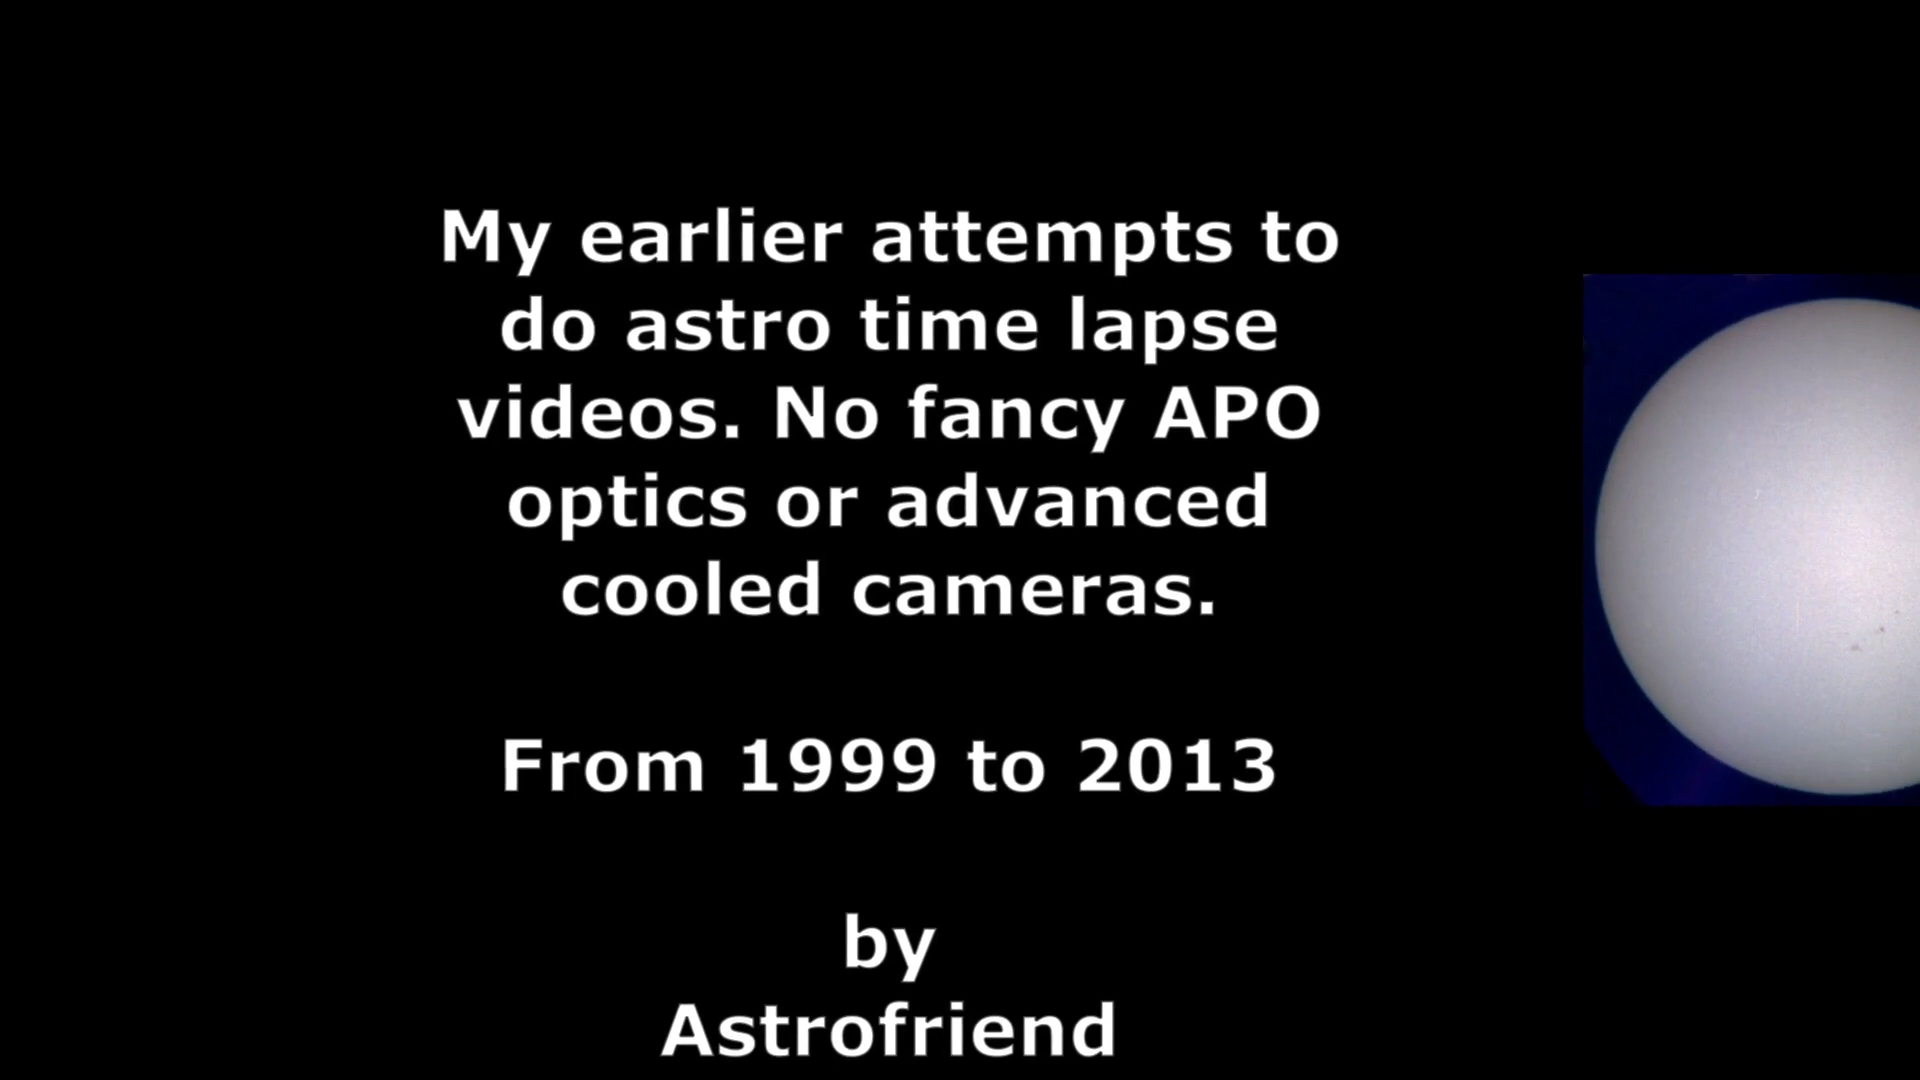 My earlier attempts to
do astro time lapse
videos. No fancy APO
optics or advanced
cooled cameras.
From 1999 to 2013
by
Astrofriend